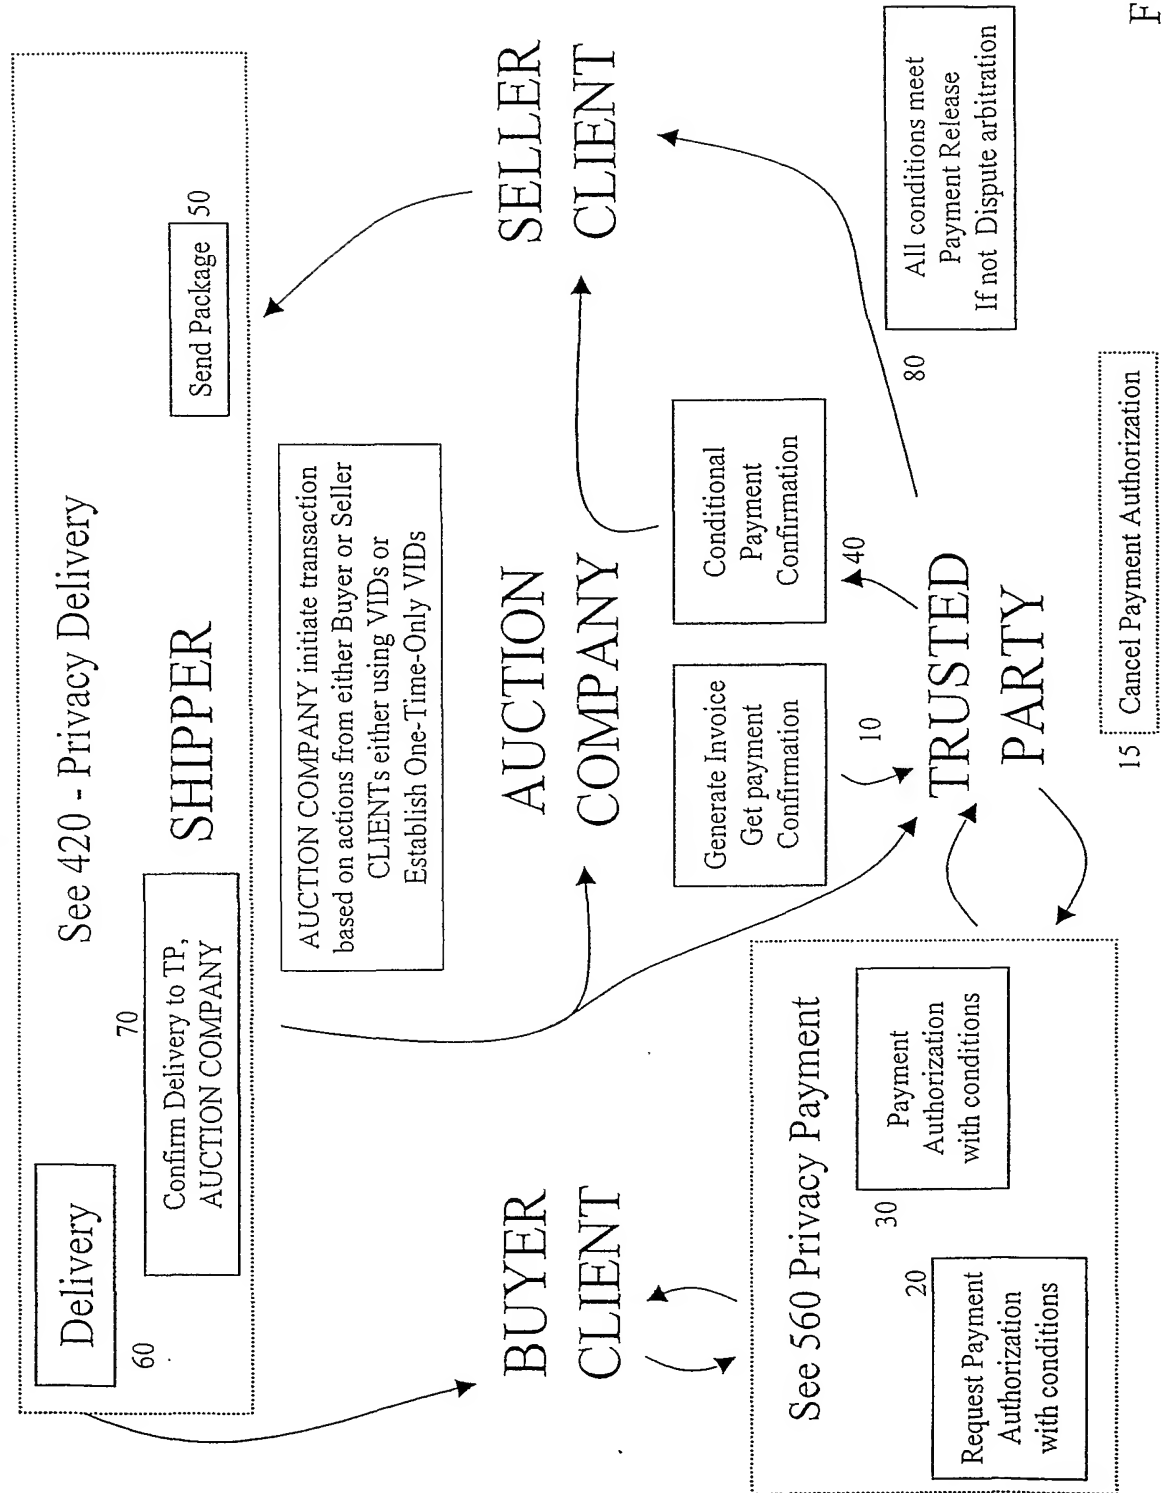 See 420 - Privacy Delivery
Delivery
60
70
Confirm Delivery to TP,
AUCTION COMPANY
SHIPPER
Send Package
50
AUCTION COMPANY initiate transaction
based on actions from either Buyer or Seller
CLIENTs either using VIDs or
Establish One-Time-Only VIDs
BUYER
CLIENT
AUCTION
COMPANY
SELLER
CLIENT
Generate Invoice
Get payment
Confirmation
10
Conditional
Payment
Confirmation
40
See 560 Privacy Payment
20
Request Payment
Authorization
with conditions
30
Payment
Authorization
with conditions
TRUSTED
PARTY
80
All conditions meet
Payment Release
If not Dispute arbitration
15
Cancel Payment Authorization
F